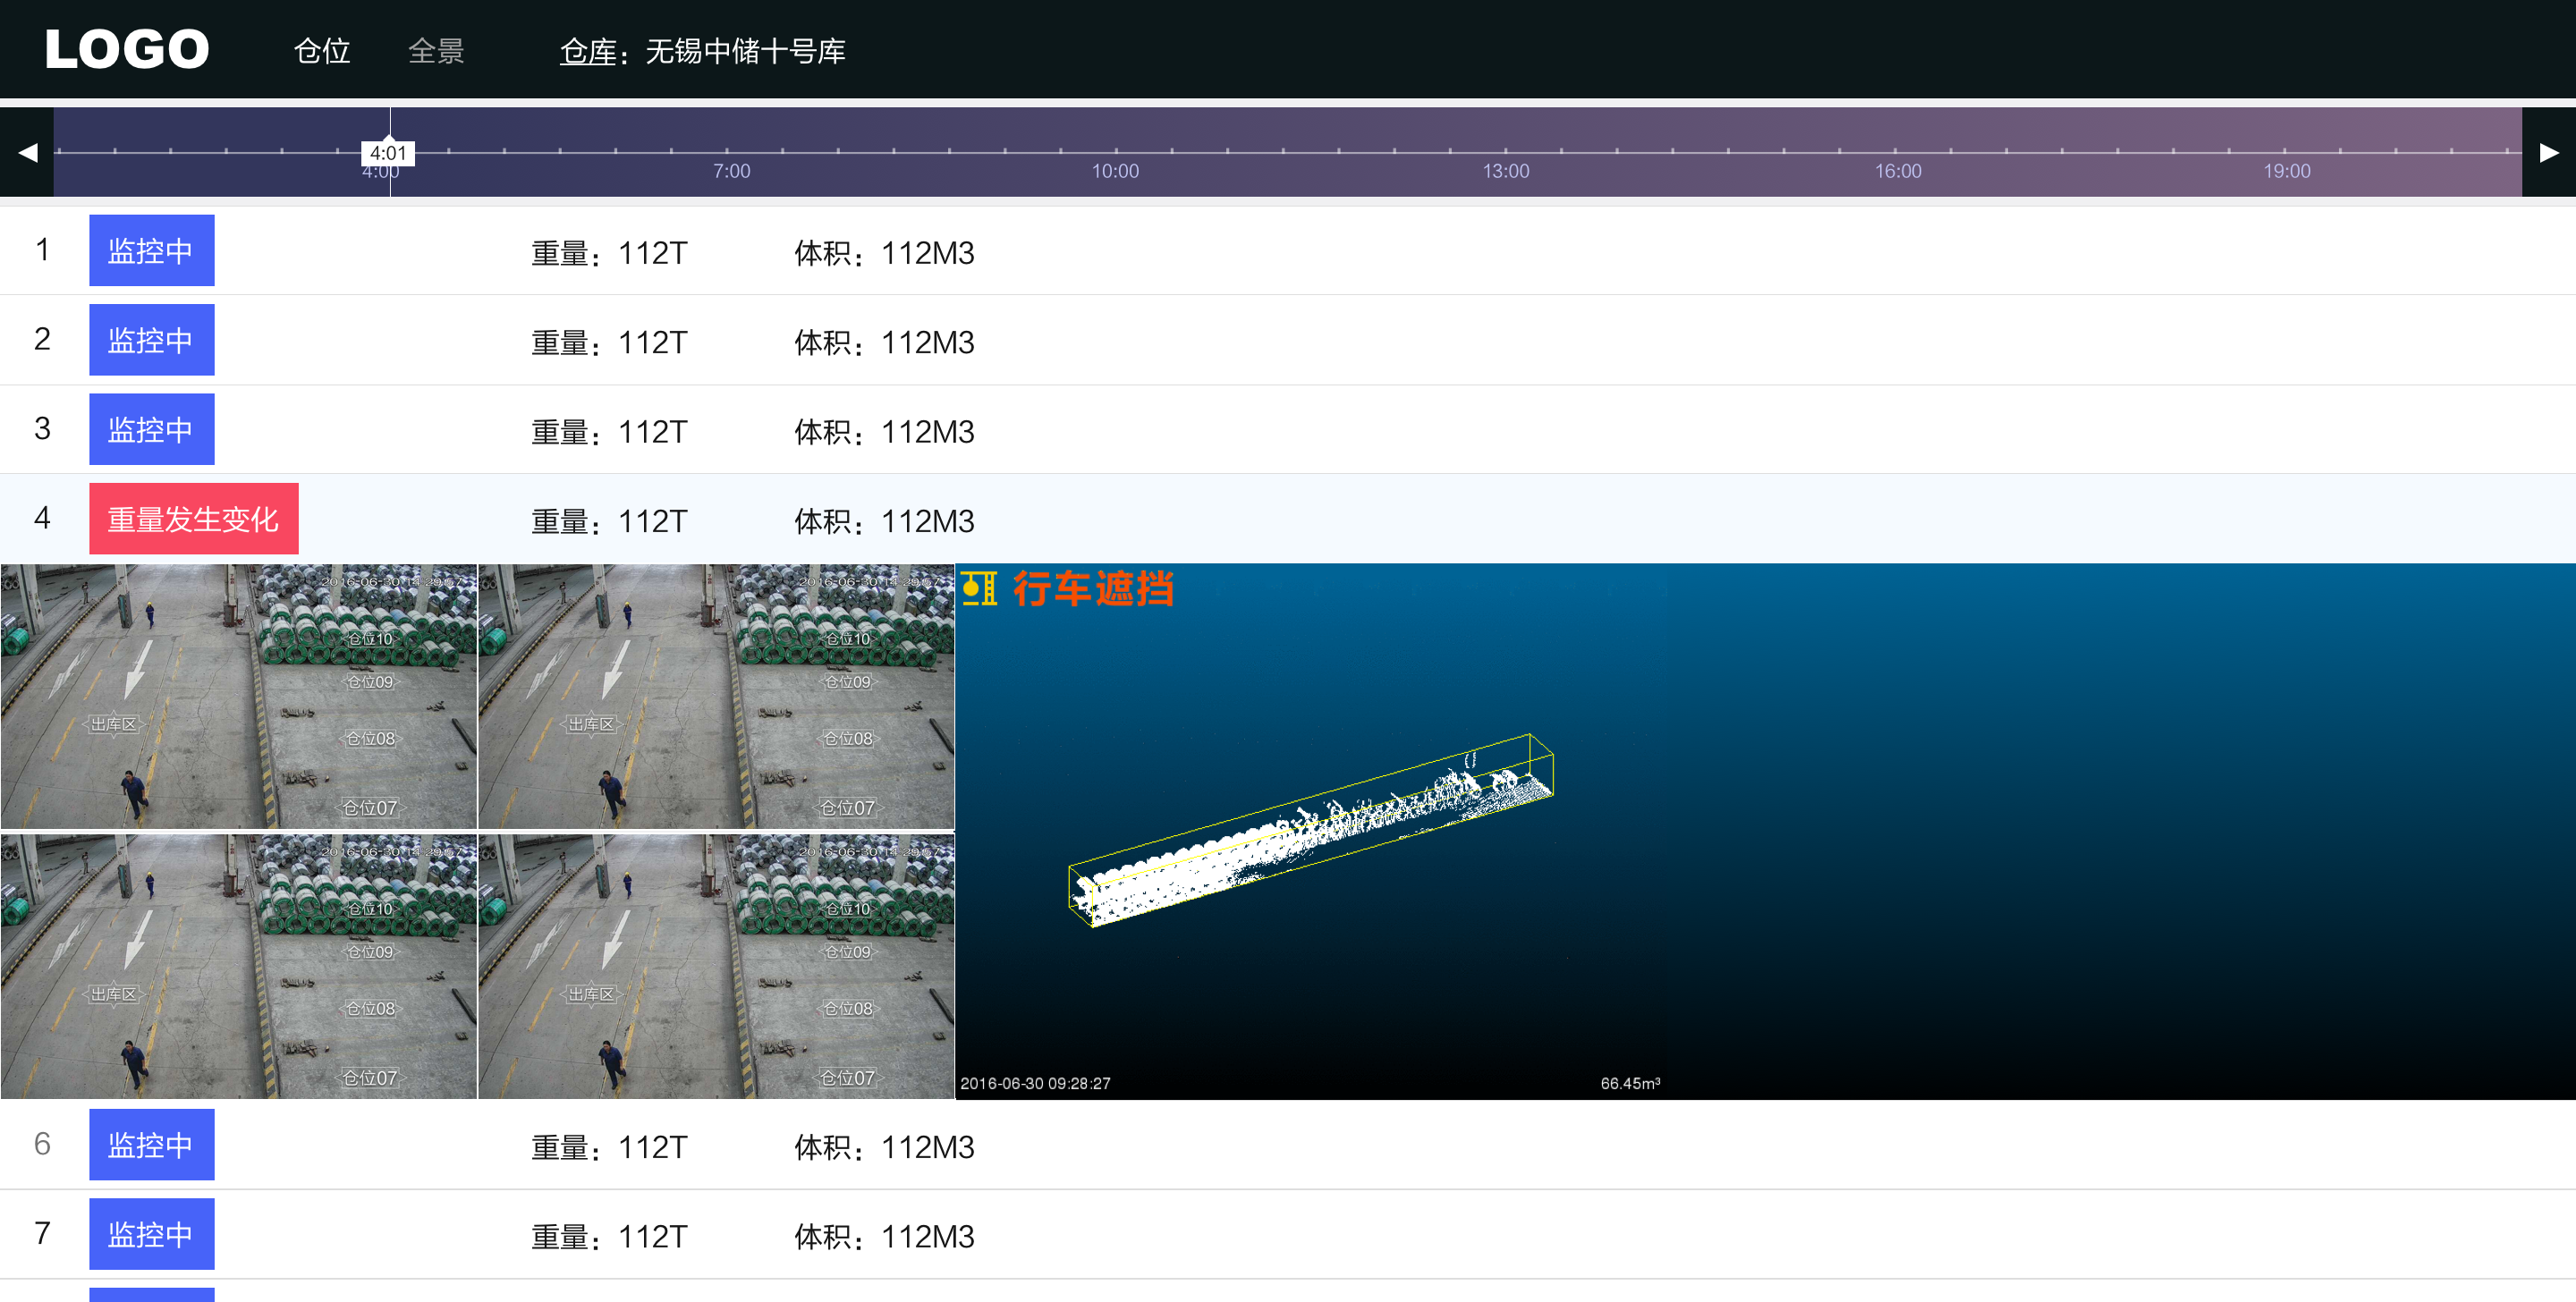 LOGO 仓位 全景 仓库：无锡中储十号库
4:01
4:00 7:00 10:00 13:00 16:00 19:00
1 监控中 重量：112T 体积：112M3
2 监控中 重量：112T 体积：112M3
3 监控中 重量：112T 体积：112M3
4 重量发生变化 重量：112T 体积：112M3
2016-06-30 14:29:57
仓位10
仓位09
出库区
仓位08
仓位07
2016-06-30 14:29:57
仓位10
仓位09
出库区
仓位08
仓位07
行车遮挡
2016-06-30 14:29:57
仓位10
仓位09
出库区
仓位08
仓位07
2016-06-30 14:29:57
仓位10
仓位09
出库区
仓位08
仓位07
2016-06-30 09:28:27 66.45m³
6 监控中 重量：112T 体积：112M3
7 监控中 重量：112T 体积：112M3